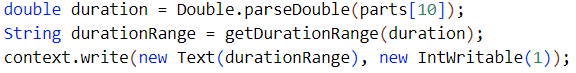 double duration = Double.parseDouble(parts[10]);
String durationRange = getDurationRange(duration);
context.write(new Text(durationRange), new IntWritable(1));